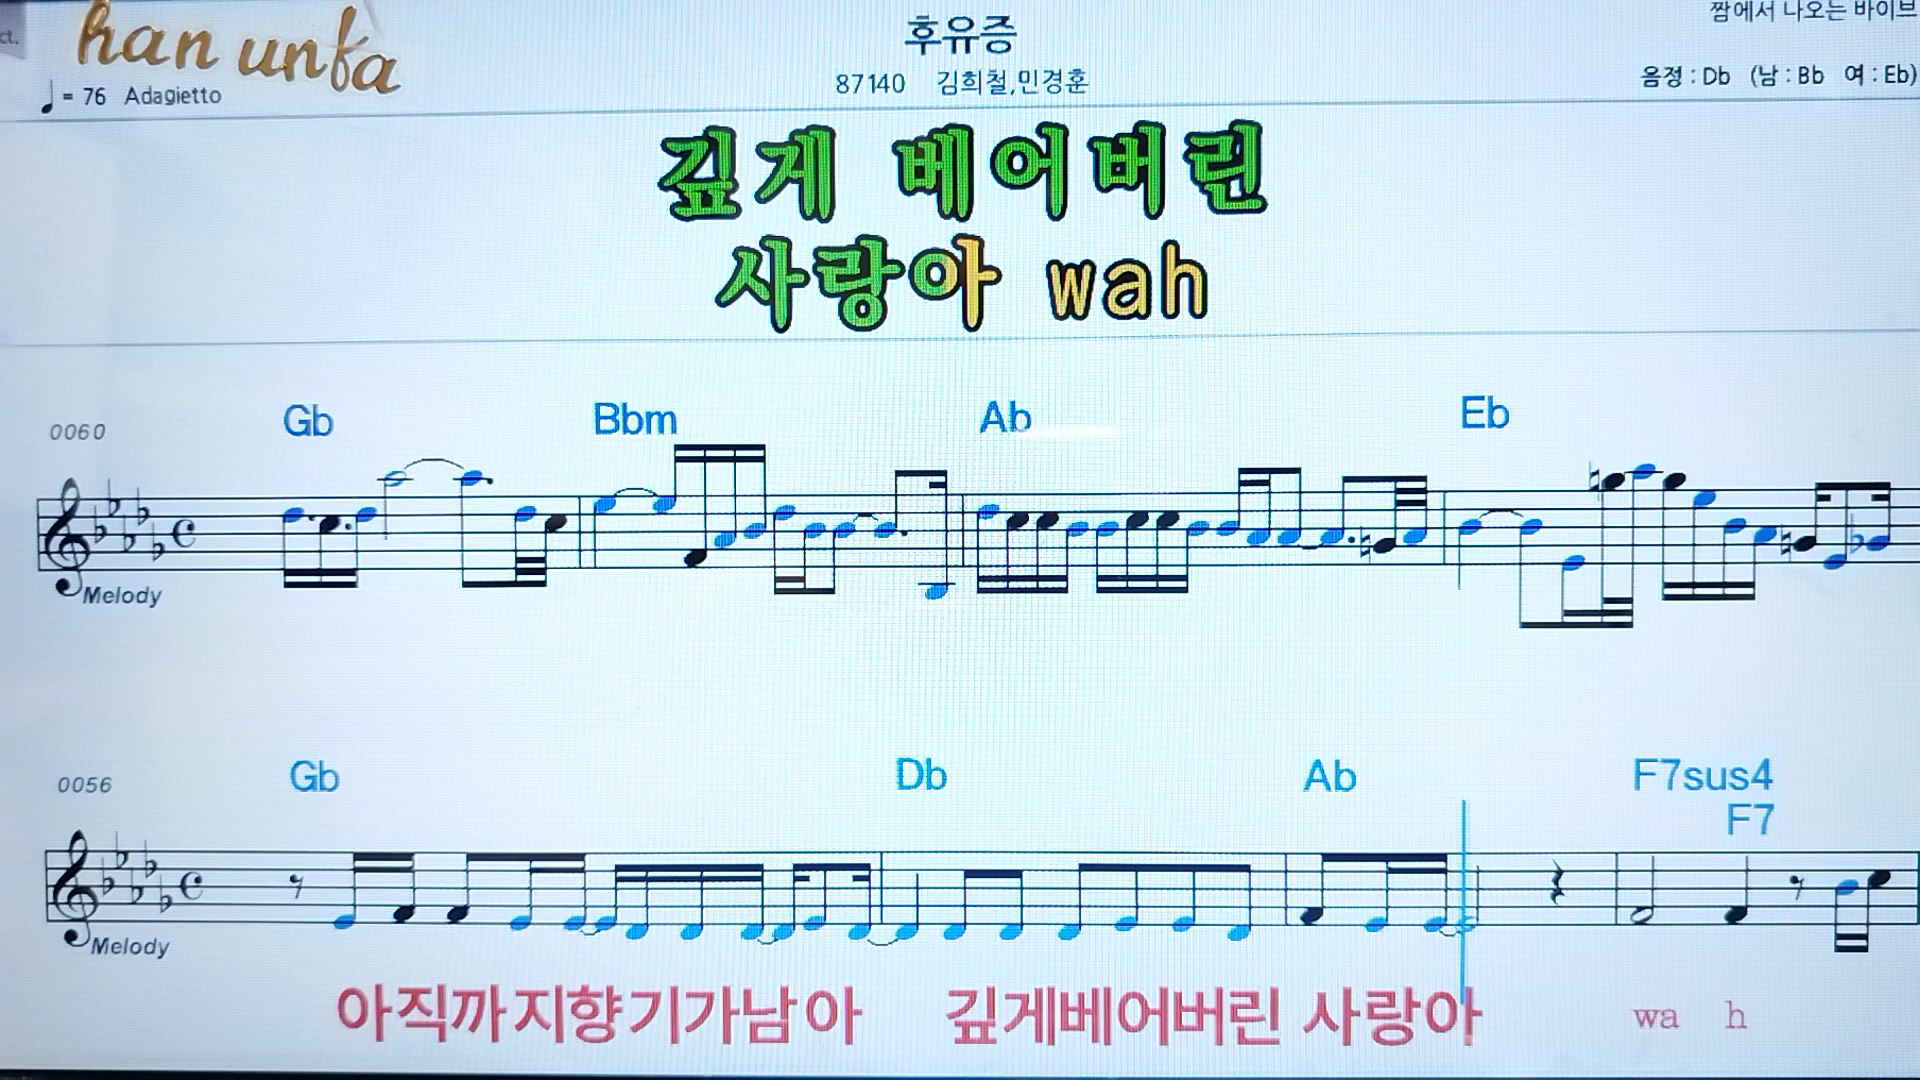 ct.
han unfa
후유증
짬에서 나오는 바이브
♩= 76 Adagietto
87140 김희철,민경훈
음정 : Db (남 : Bb 여 : Eb)
깊게 베어버린
사랑아 wah
0060 Gb Bbm Ab Eb
Melody
0056 Gb Db Ab F7sus4
F7
Melody
아직까지향기가남아 깊게베어버린 사랑아 wa h